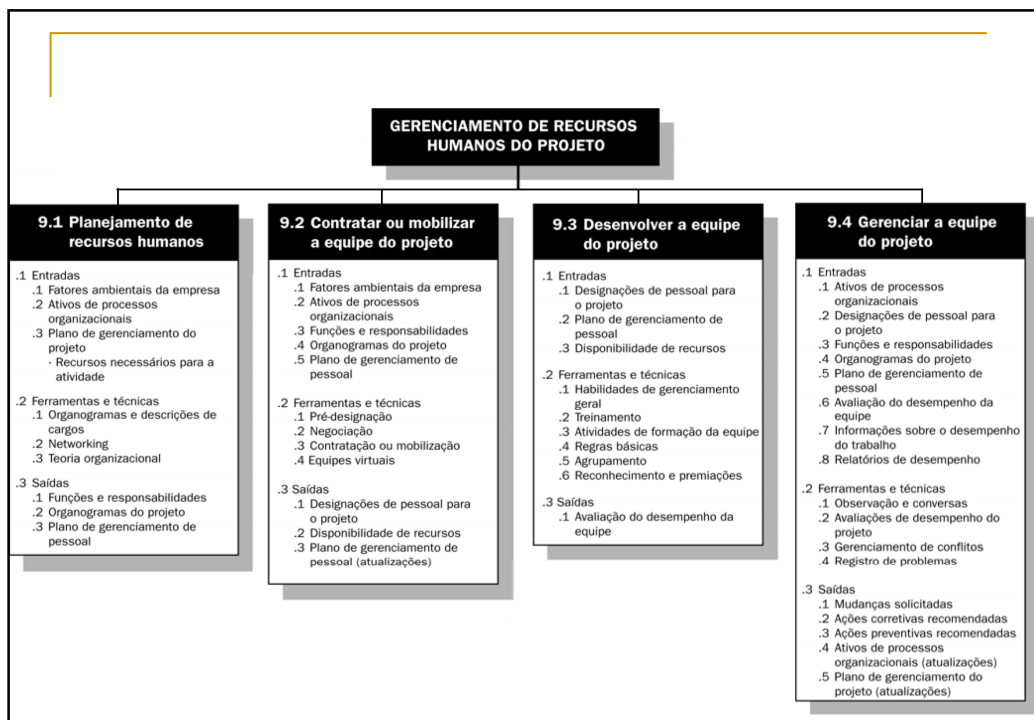 GERENCIAMENTO DE RECURSOS
HUMANOS DO PROJETO
9.1 Planejamento de
recursos humanos
.1 Entradas
.1 Fatores ambientais da empresa
.2 Ativos de processos
organizacionais
.3 Plano de gerenciamento do
projeto
· Recursos necessários para a
atividade
.2 Ferramentas e técnicas
.1 Organogramas e descrições de
cargos
.2 Networking
.3 Teoria organizacional
.3 Saídas
.1 Funções e responsabilidades
.2 Organogramas do projeto
.3 Plano de gerenciamento de
pessoal
9.2 Contratar ou mobilizar
a equipe do projeto
.1 Entradas
.1 Fatores ambientais da empresa
.2 Ativos de processos
organizacionais
.3 Funções e responsabilidades
.4 Organogramas do projeto
.5 Plano de gerenciamento de
pessoal
.2 Ferramentas e técnicas
.1 Pré-designação
.2 Negociação
.3 Contratação ou mobilização
.4 Equipes virtuais
.3 Saídas
.1 Designações de pessoal para
o projeto
.2 Disponibilidade de recursos
.3 Plano de gerenciamento de
pessoal (atualizações)
9.3 Desenvolver a equipe
do projeto
.1 Entradas
.1 Designações de pessoal para
o projeto
.2 Plano de gerenciamento de
pessoal
.3 Disponibilidade de recursos
.2 Ferramentas e técnicas
.1 Habilidades de gerenciamento
geral
.2 Treinamento
.3 Atividades de formação da equipe
.4 Regras básicas
.5 Agrupamento
.6 Reconhecimento e premiações
.3 Saídas
.1 Avaliação do desempenho da
equipe
9.4 Gerenciar a equipe
do projeto
.1 Entradas
.1 Ativos de processos
organizacionais
.2 Designações de pessoal para
o projeto
.3 Funções e responsabilidades
.4 Organogramas do projeto
.5 Plano de gerenciamento de
pessoal
.6 Avaliação do desempenho da
equipe
.7 Informações sobre o desempenho
do trabalho
.8 Relatórios de desempenho
.2 Ferramentas e técnicas
.1 Observação e conversas
.2 Avaliações de desempenho do
projeto
.3 Gerenciamento de conflitos
.4 Registro de problemas
.3 Saídas
.1 Mudanças solicitadas
.2 Ações corretivas recomendadas
.3 Ações preventivas recomendadas
.4 Ativos de processos
organizacionais (atualizações)
.5 Plano de gerenciamento do
projeto (atualizações)